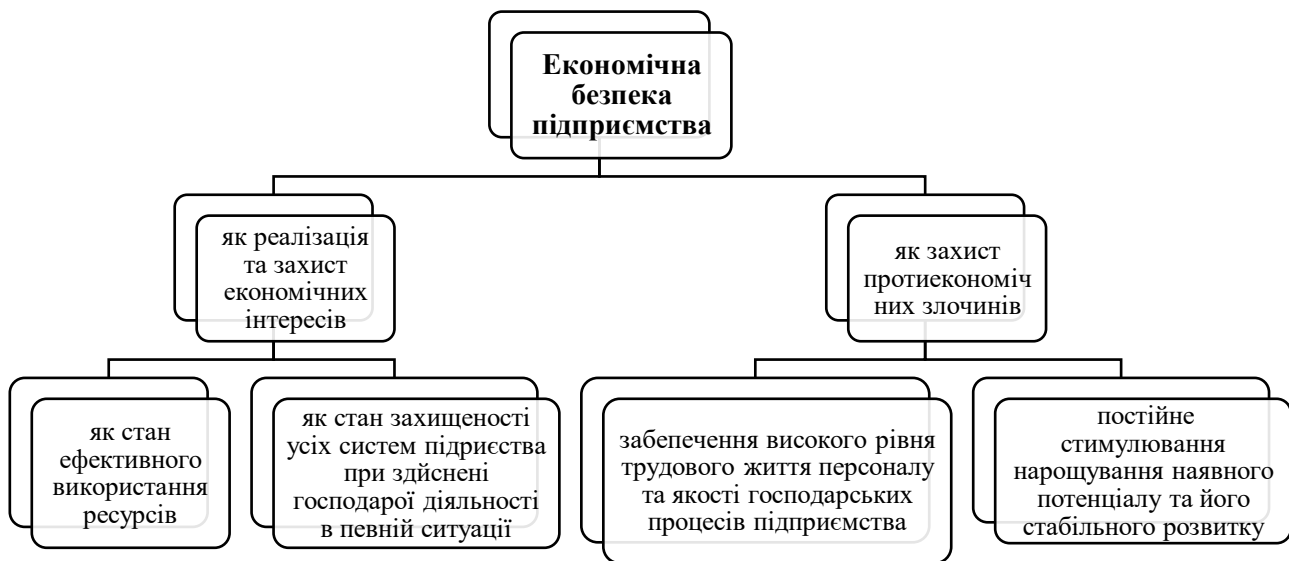 Економічна
безпека
підприємства
як реалізація
та захист
економічних
інтересів
як захист
протиекономіч
них злочинів
як стан
ефективного
використання
ресурсів
як стан захищеності
усіх систем підриєства
при здйснені
господарої діяльності
в певній ситуації
забепечення високого рівня
трудового життя персоналу
та якості господарських
процесів підприємства
постійне
стимулювання
нарощування наявного
потенціалу та його
стабільного розвитку